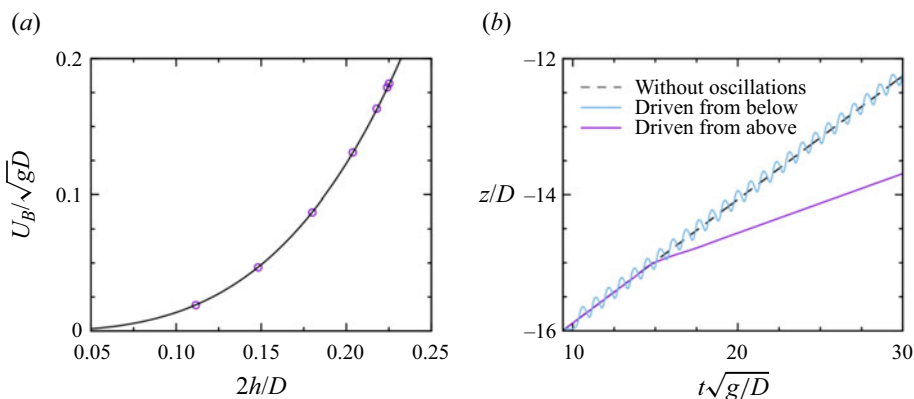 (a)
0.2
0.1
0
0.05
0.10
0.15
0.20
0.25
U_B/√gD
2h/D
(b)
−12
−14
−16
10
20
30
z/D
t√g/D
Without oscillations
Driven from below
Driven from above